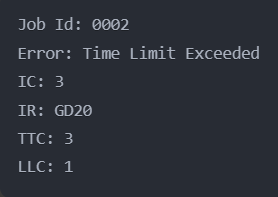 Job Id: 0002
Error: Time Limit Exceeded
IC: 3
IR: GD20
TTC: 3
LLC: 1